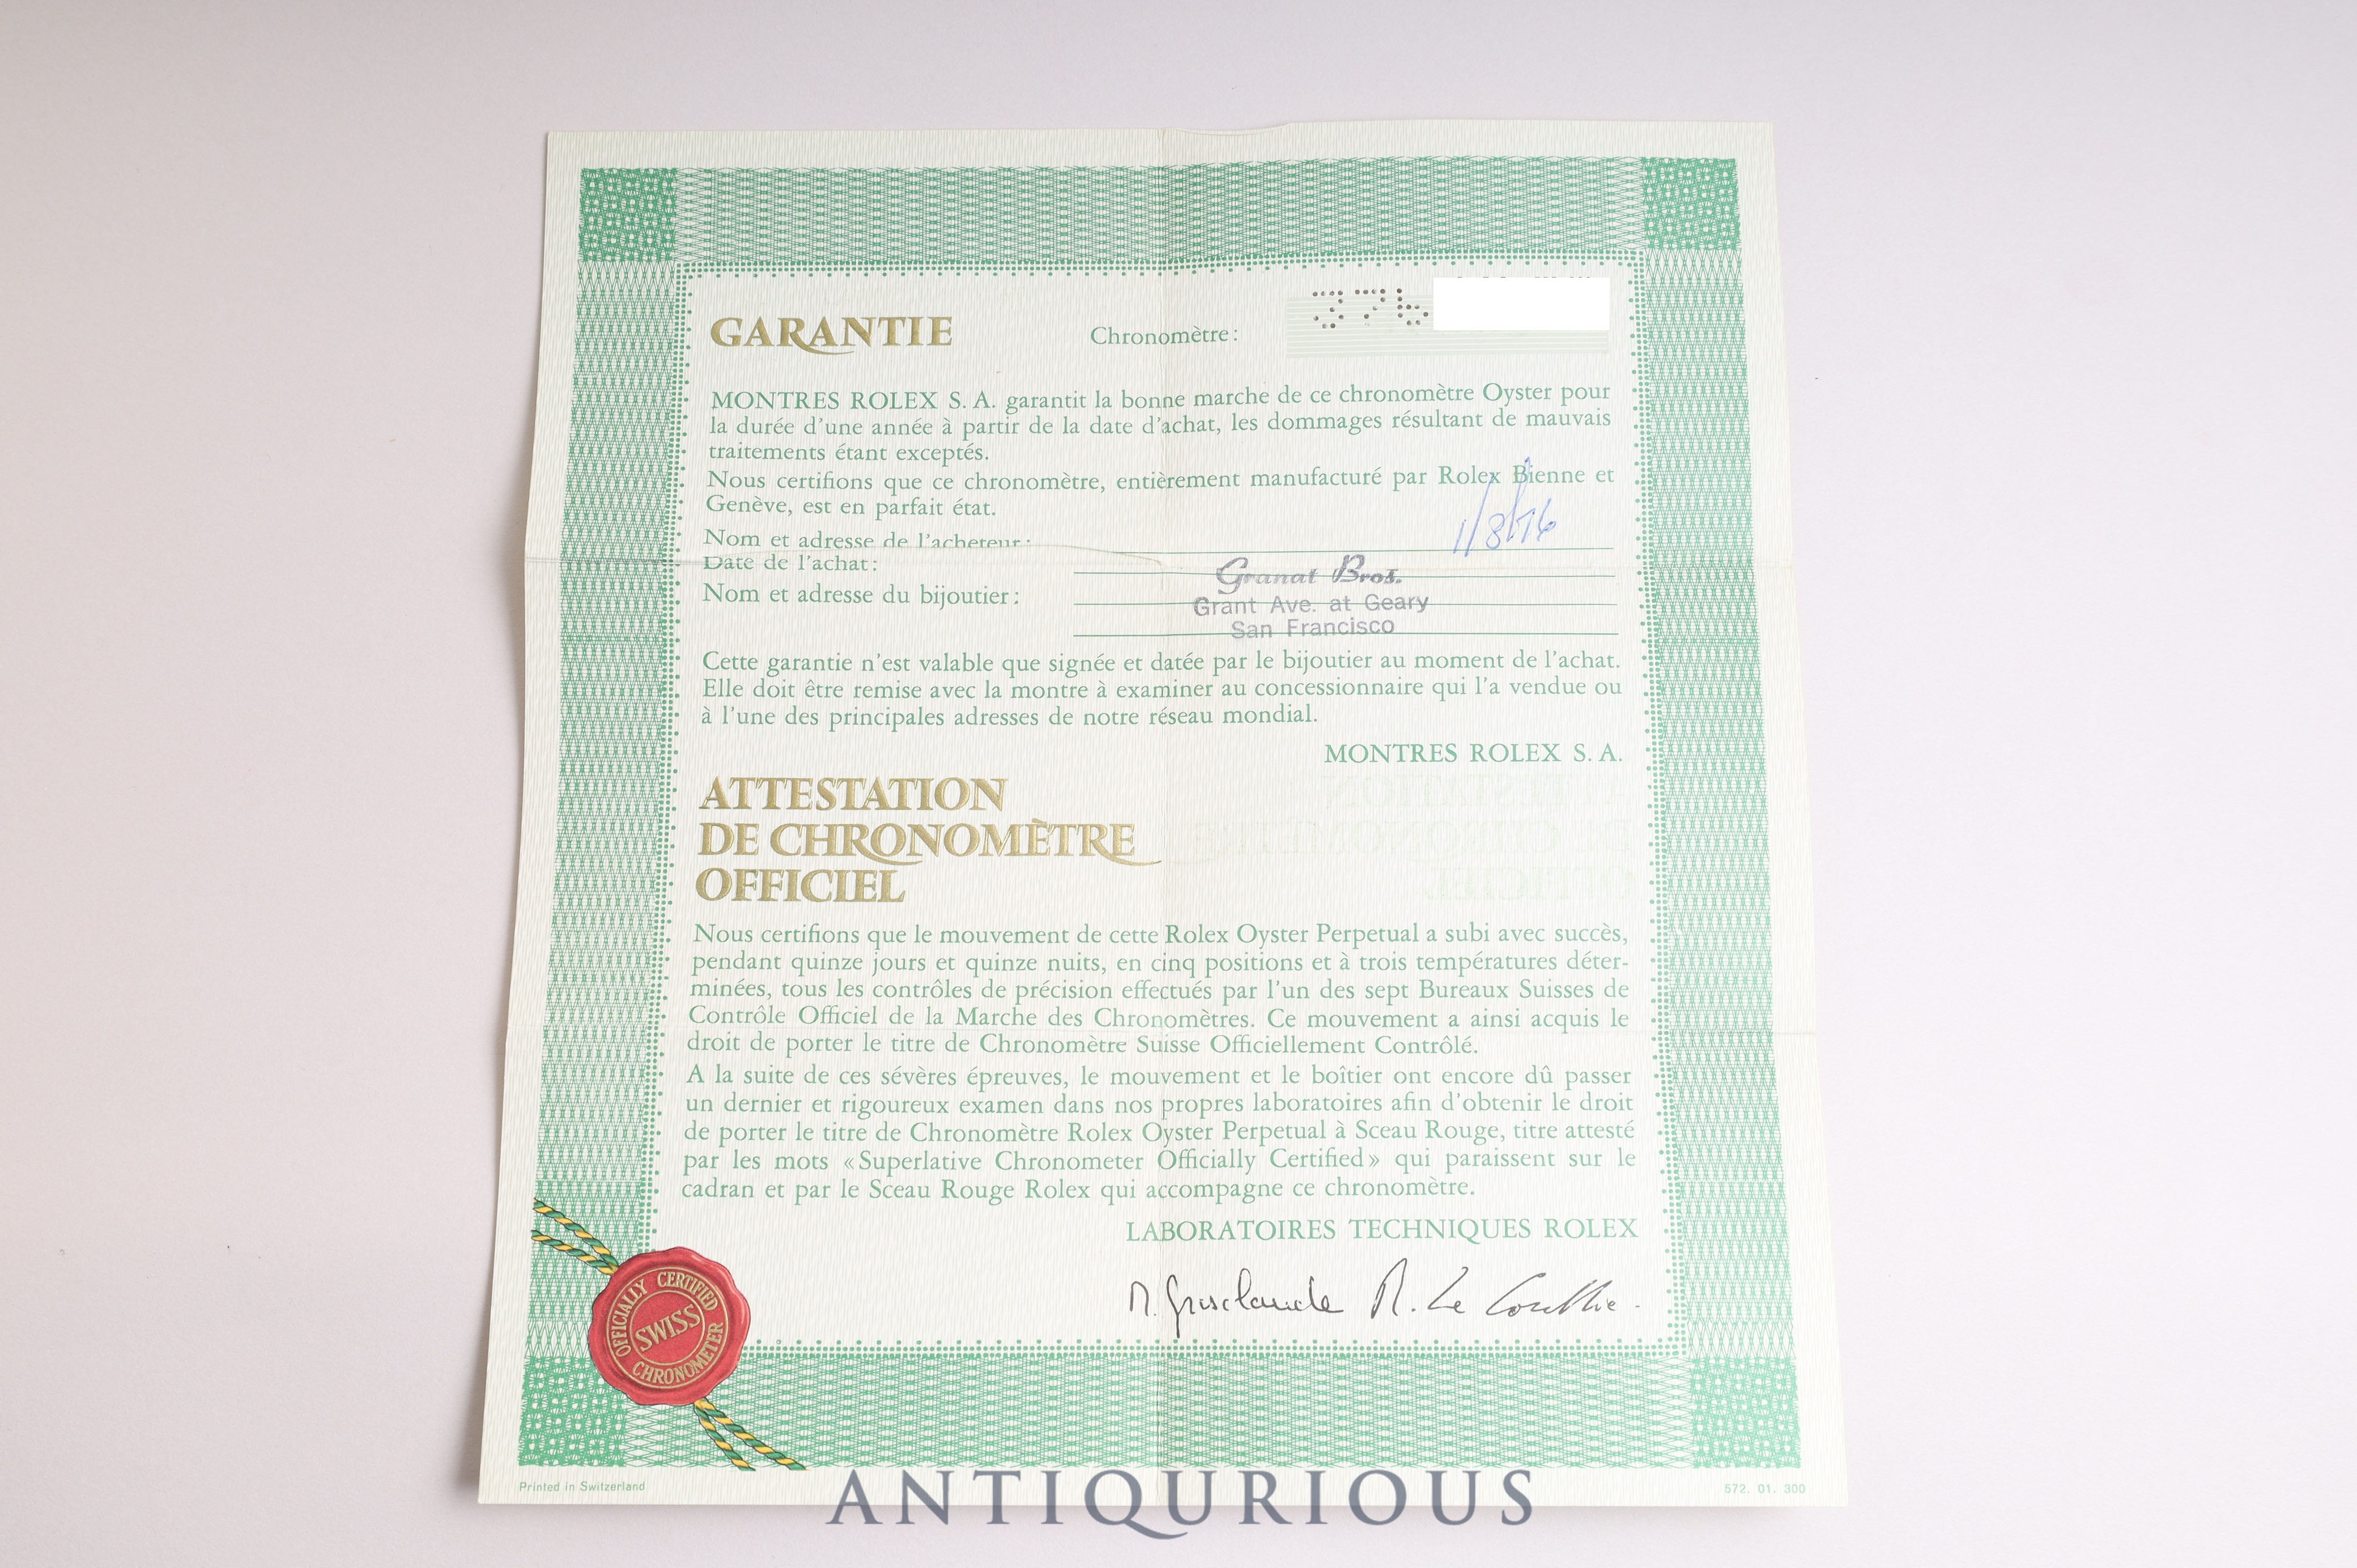 GARANTIE
Chronomètre: 376
MONTRES ROLEX S. A. garantit la bonne marche de ce chronomètre Oyster pour
la durée d'une année à partir de la date d'achat, les dommages résultant de mauvais
traitements étant exceptés.
Nous certifions que ce chronomètre, entièrement manufacturé par Rolex Bienne et
Genève, est en parfait état.
Nom et adresse de l'acheteur: 1/8/76
Date de l'achat:
Granat Bros.
Nom et adresse du bijoutier: Grant Ave. at Geary
San Francisco
Cette garantie n'est valable que signée et datée par le bijoutier au moment de l'achat.
Elle doit être remise avec la montre à examiner au concessionnaire qui l'a vendue ou
à l'une des principales adresses de notre réseau mondial.
MONTRES ROLEX S. A.
ATTESTATION
DE CHRONOMÈTRE
OFFICIEL
Nous certifions que le mouvement de cette Rolex Oyster Perpetual a subi avec succès,
pendant quinze jours et quinze nuits, en cinq positions et à trois températures déter-
minées, tous les contrôles de précision effectués par l'un des sept Bureaux Suisses de
Contrôle Officiel de la Marche des Chronomètres. Ce mouvement a ainsi acquis le
droit de porter le titre de Chronomètre Suisse Officiellement Contrôlé.
A la suite de ces sévères épreuves, le mouvement et le boîtier ont encore dû passer
un dernier et rigoureux examen dans nos propres laboratoires afin d'obtenir le droit
de porter le titre de Chronomètre Rolex Oyster Perpetual à Sceau Rouge, titre attesté
par les mots «Superlative Chronometer Officially Certified» qui paraissent sur le
cadran et par le Sceau Rouge Rolex qui accompagne ce chronomètre.
LABORATOIRES TECHNIQUES ROLEX
R. Le Coultre.
OFFICIALLY CERTIFIED
SWISS
CHRONOMETER
Printed in Switzerland
572. 01. 300
ANTIQURIOUS